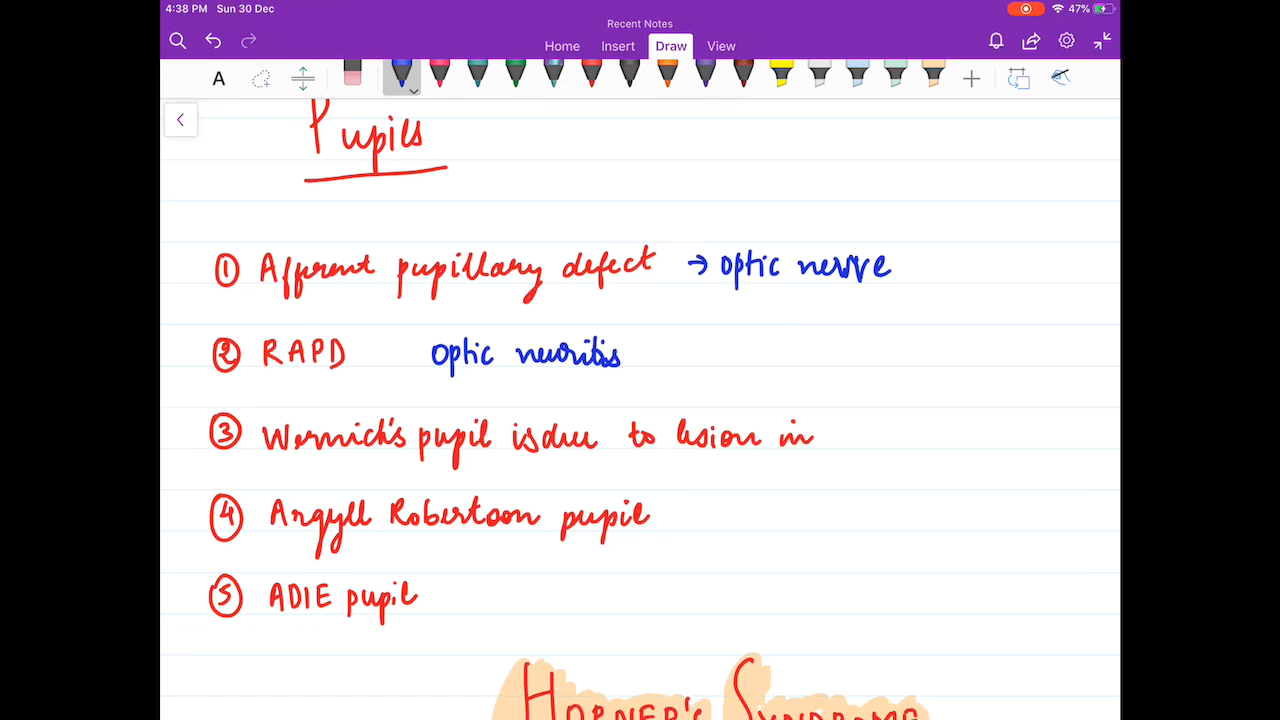 4:38 PM Sun 30 Dec
47%
Recent Notes
Home Insert Draw View
A
Pupils
① Afferent pupillary defect → optic nerve
② RAPD optic neuritis
③ Wernick's pupil is due to lesion in
④ Argyll Robertson pupil
⑤ ADIE pupil
HORNER'S SYNDROME